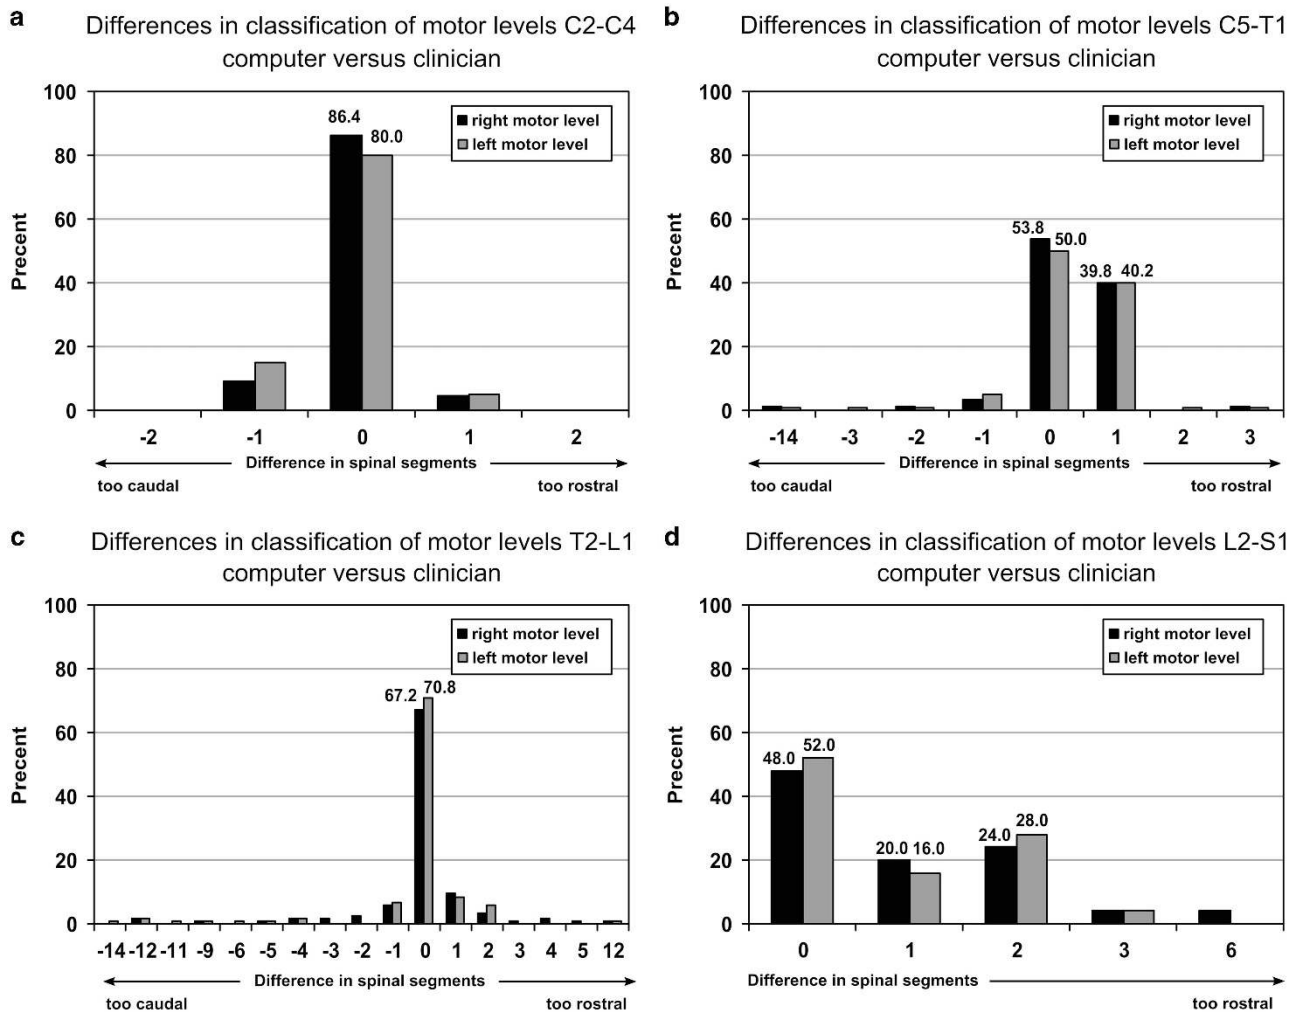 a
Differences in classification of motor levels C2-C4
computer versus clinician
100
80
60
40
20
0
Precent
right motor level
left motor level
86.4
80.0
-2 -1 0 1 2
Difference in spinal segments
too caudal too rostral
b
Differences in classification of motor levels C5-T1
computer versus clinician
100
80
60
40
20
0
Precent
right motor level
left motor level
53.8 50.0
39.8 40.2
-14 -3 -2 -1 0 1 2 3
Difference in spinal segments
too caudal too rostral
c
Differences in classification of motor levels T2-L1
computer versus clinician
100
80
60
40
20
0
Precent
right motor level
left motor level
67.2 70.8
-14 -12 -11 -9 -6 -5 -4 -3 -2 -1 0 1 2 3 4 5 12
Difference in spinal segments
too caudal too rostral
d
Differences in classification of motor levels L2-S1
computer versus clinician
100
80
60
40
20
0
Precent
right motor level
left motor level
48.0 52.0
20.0 16.0
24.0 28.0
0 1 2 3 6
Difference in spinal segments
too rostral